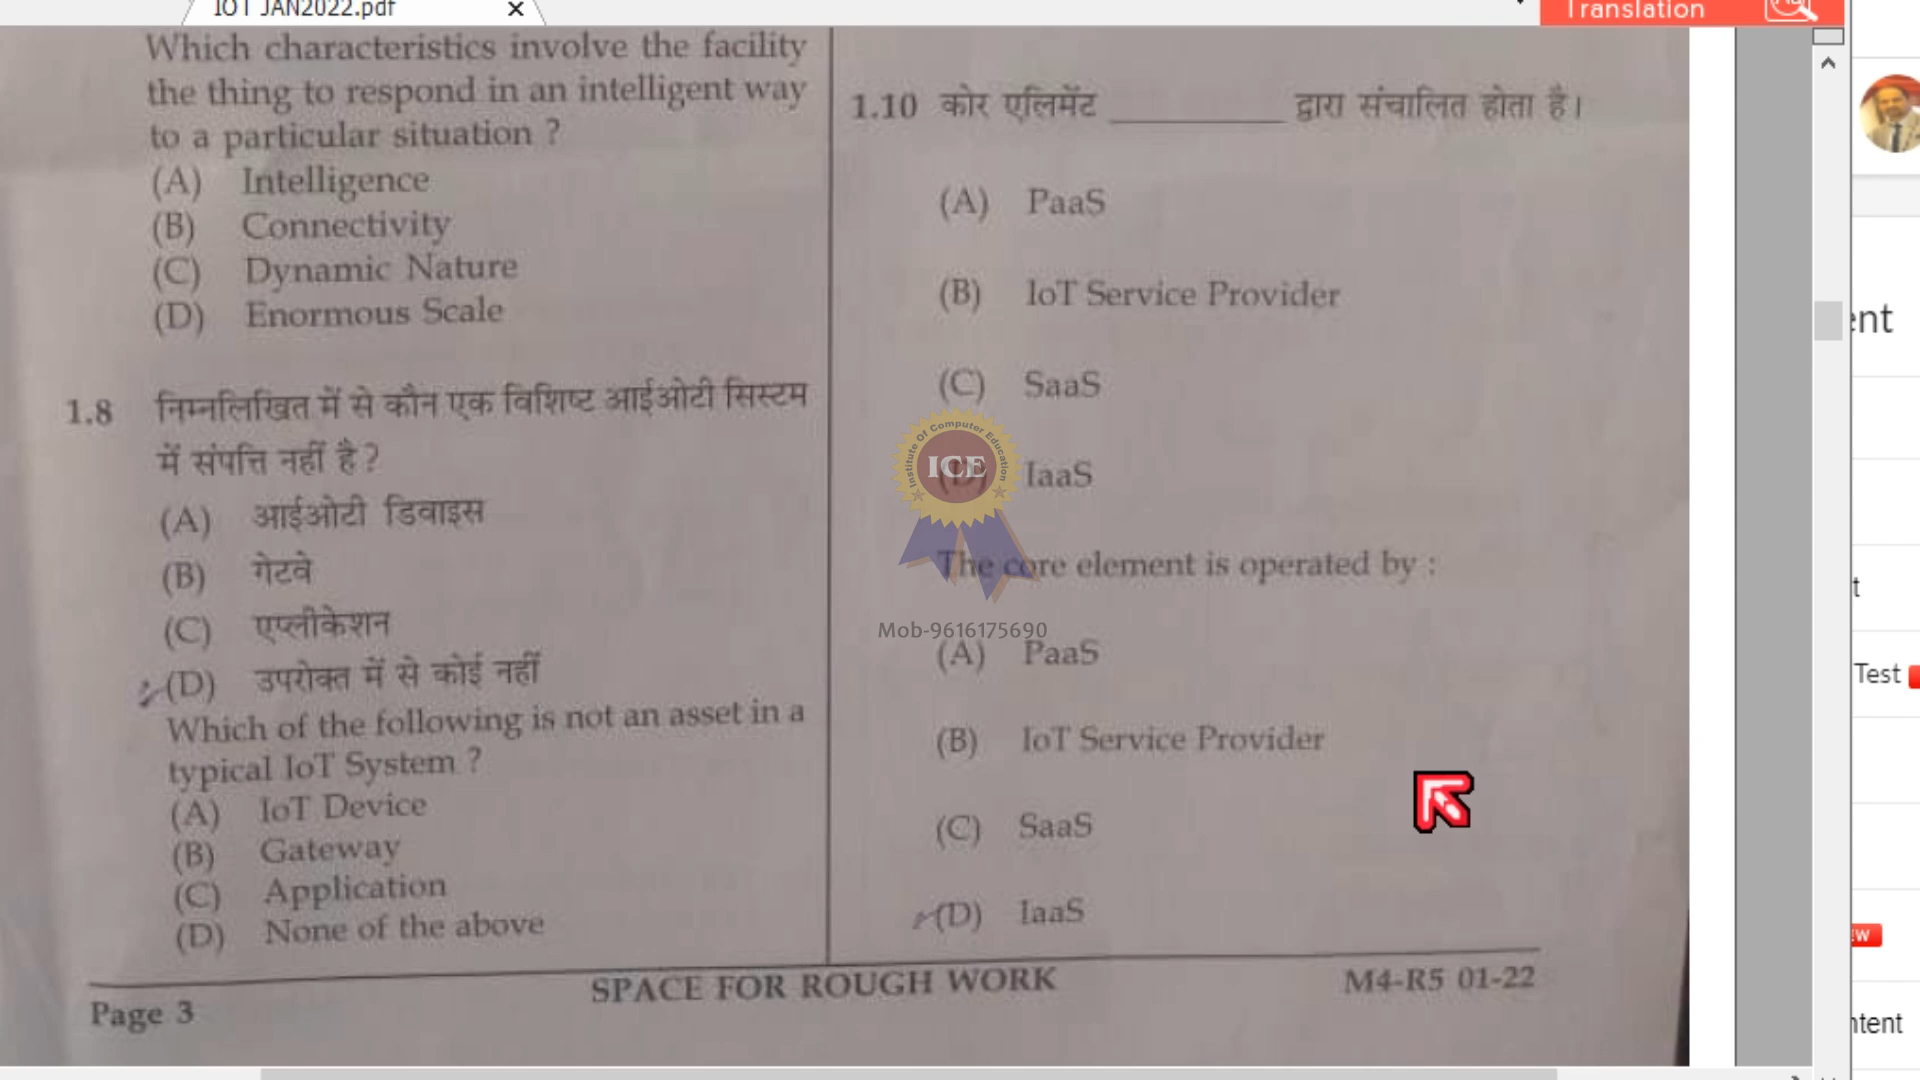 IOT JAN2022.pdf
Translation
Which characteristics involve the facility
the thing to respond in an intelligent way
to a particular situation ?
(A) Intelligence
(B) Connectivity
(C) Dynamic Nature
(D) Enormous Scale
1.8 निम्नलिखित में से कौन एक विशिष्ट आईओटी सिस्टम
में संपत्ति नहीं है ?
(A) आईओटी डिवाइस
(B) गेटवे
(C) एप्लीकेशन
(D) उपरोक्त में से कोई नहीं
Which of the following is not an asset in a
typical IoT System ?
(A) IoT Device
(B) Gateway
(C) Application
(D) None of the above
1.10 कोर एलिमेंट __________ द्वारा संचालित होता है।
(A) PaaS
(B) IoT Service Provider
(C) SaaS
(D) IaaS
Institute Of Computer Education
ICE
The core element is operated by :
Mob-9616175690
(A) PaaS
(B) IoT Service Provider
(C) SaaS
(D) IaaS
Page 3
SPACE FOR ROUGH WORK
M4-R5 01-22
ent
t
Test
EW
ntent